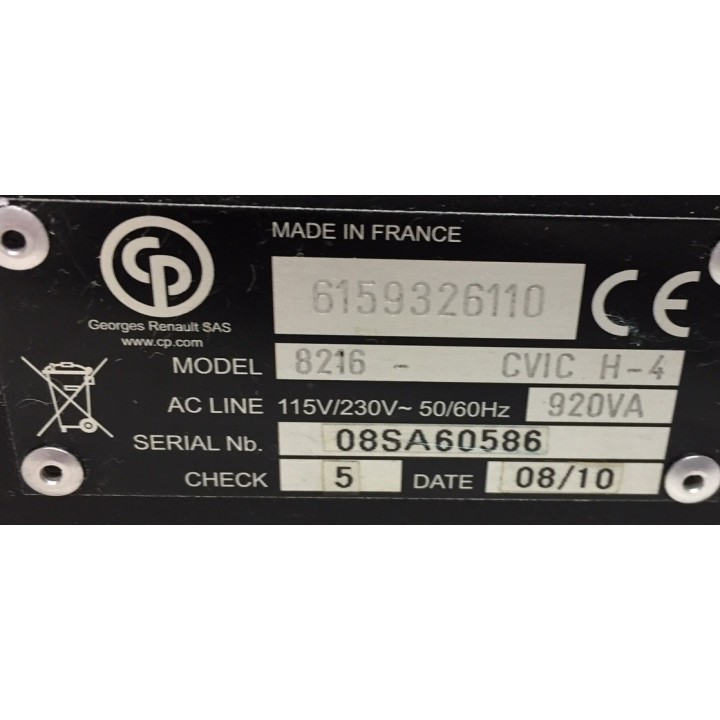 CP
MADE IN FRANCE
6159326110
CE
Georges Renault SAS
www.cp.com
MODEL 8216 - CVIC H-4
AC LINE 115V/230V~ 50/60Hz 920VA
SERIAL Nb. 08SA60586
CHECK 5 DATE 08/10